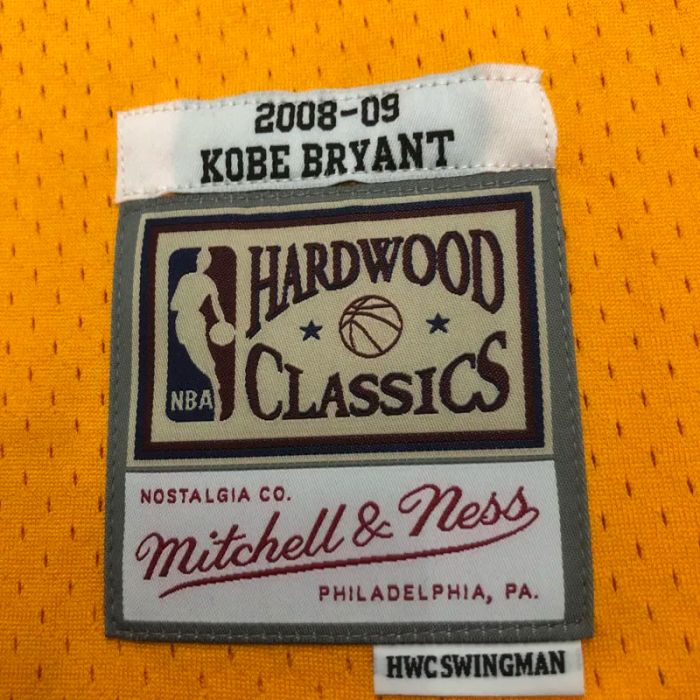 2008-09
KOBE BRYANT
HARDWOOD
NBA
CLASSICS
NOSTALGIA CO.
Mitchell & Ness
PHILADELPHIA, PA.
HWC SWINGMAN